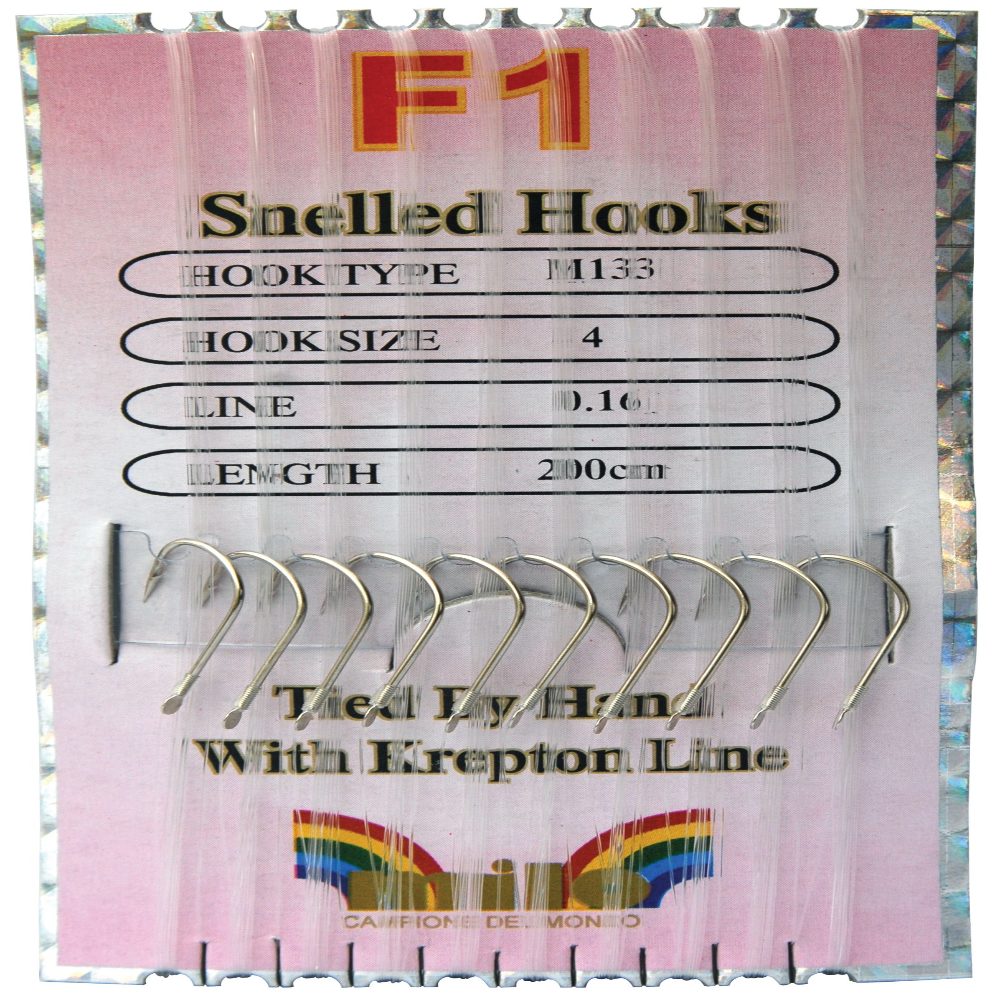 F1
Snelled Hooks
HOOK TYPE M133
HOOK SIZE 4
LINE 0.16
LENGTH 200cm
Tied By Hand
With Krepton Line
milo
CAMPIONE DEL MONDO